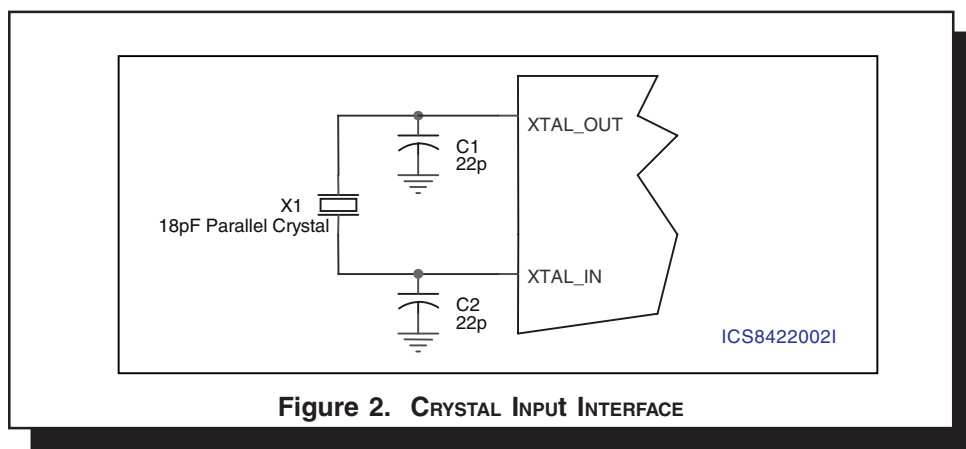 XTAL_OUT
C1
22p
X1
18pF Parallel Crystal
XTAL_IN
C2
22p
ICS8422002I
Figure 2. CRYSTAL INPUT INTERFACE